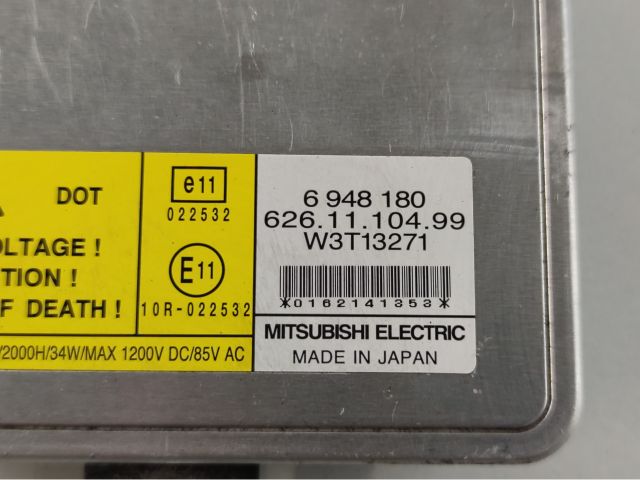 DOT
OLTAGE !
TION !
F DEATH !
/2000H/34W/MAX 1200V DC/85V AC
e11
022532
E11
10R-022532
6 948 180
626.11.104.99
W3T13271
*0162141353*
MITSUBISHI ELECTRIC
MADE IN JAPAN